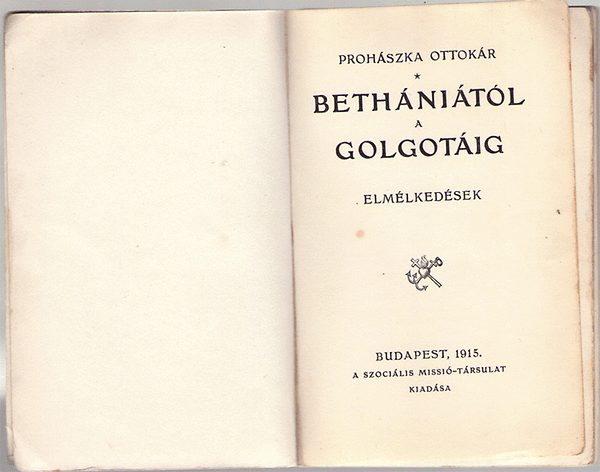 PROHÁSZKA OTTOKÁR
*
BETHÁNIÁTÓL
A
GOLGOTÁIG
ELMÉLKEDÉSEK
BUDAPEST, 1915.
A SZOCIÁLIS MISSIÓ-TÁRSULAT
KIADÁSA